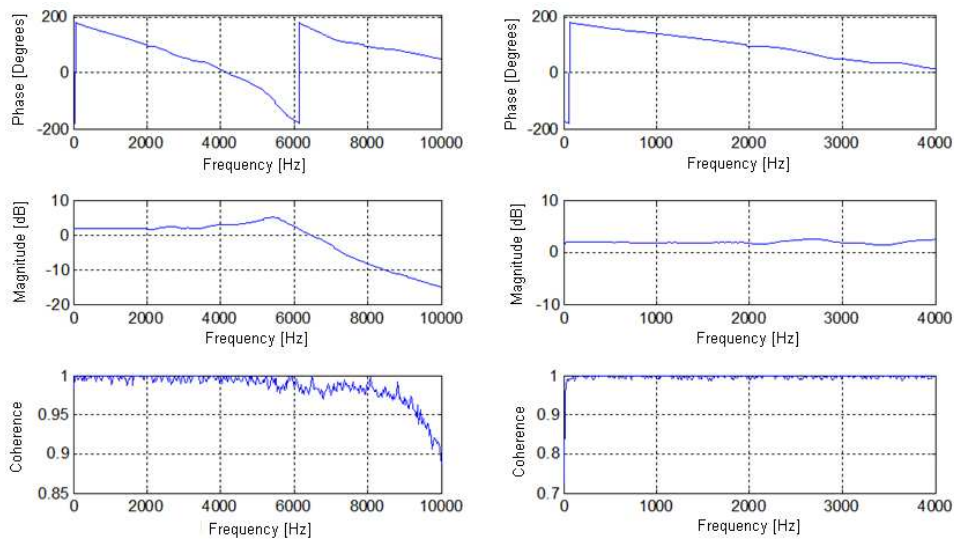 Phase [Degrees]
200
0
-200
0 2000 4000 6000 8000 10000
Frequency [Hz]
Phase [Degrees]
200
0
-200
0 1000 2000 3000 4000
Frequency [Hz]
Magnitude [dB]
10
0
-10
-20
0 2000 4000 6000 8000 10000
Frequency [Hz]
Magnitude [dB]
10
0
-10
0 1000 2000 3000 4000
Frequency [Hz]
Coherence
1
0.95
0.9
0.85
0 2000 4000 6000 8000 10000
Frequency [Hz]
Coherence
1
0.9
0.8
0.7
0 1000 2000 3000 4000
Frequency [Hz]